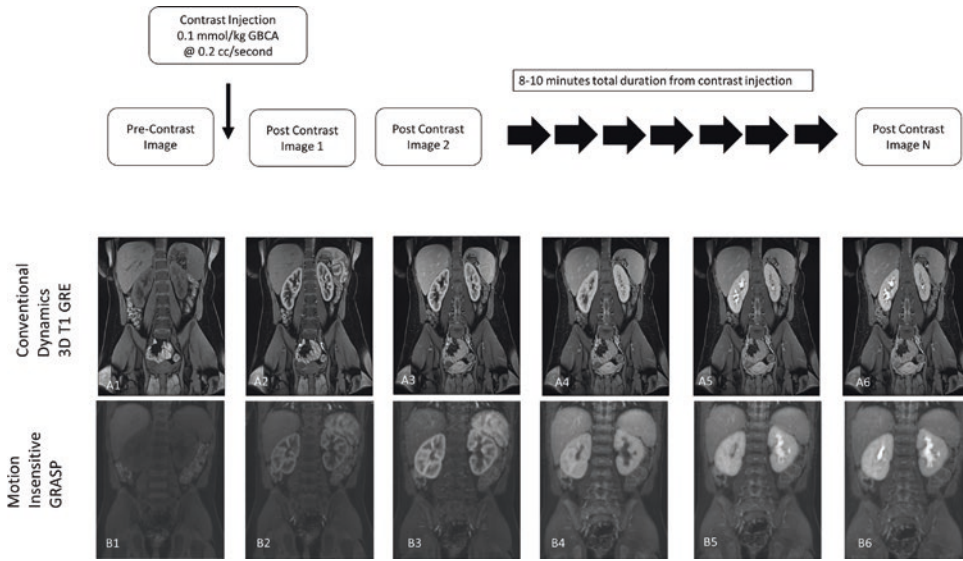 Contrast Injection
0.1 mmol/kg GBCA
@ 0.2 cc/second
8-10 minutes total duration from contrast injection
Pre-Contrast
Image
Post Contrast
Image 1
Post Contrast
Image 2
Post Contrast
Image N
Conventional
Dynamics
3D T1 GRE
A1
A2
A3
A4
A5
A6
Motion
Insensitive
GRASP
B1
B2
B3
B4
B5
B6